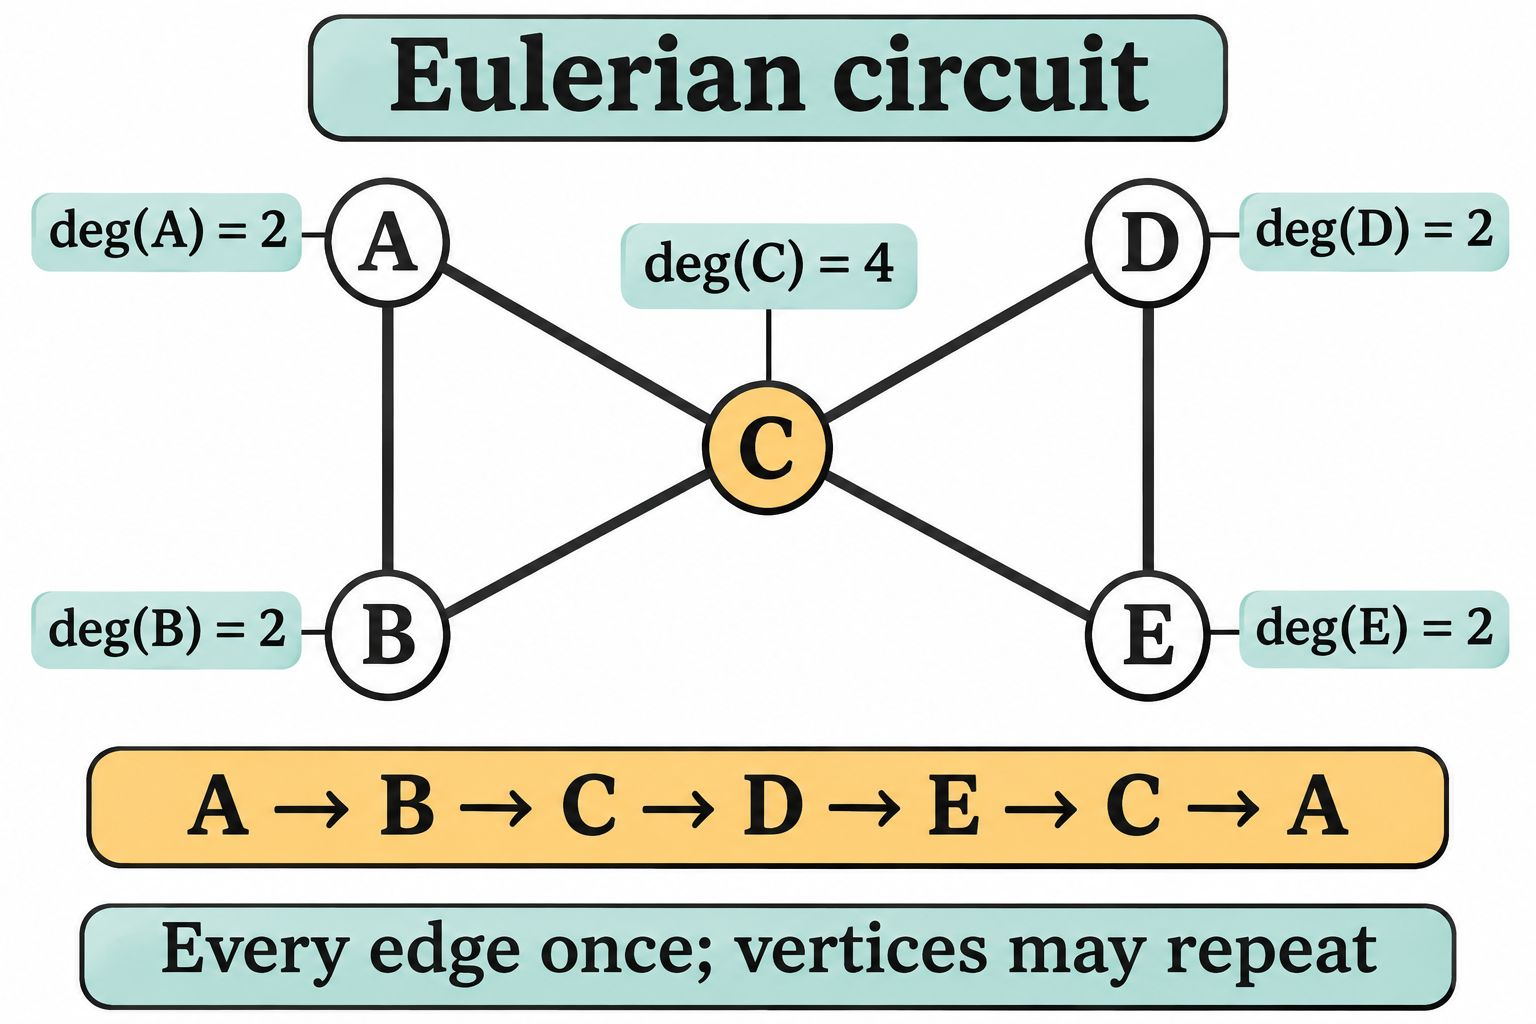 Eulerian circuit
deg(A) = 2
A
deg(C) = 4
D
deg(D) = 2
C
deg(B) = 2
B
E
deg(E) = 2
A → B → C → D → E → C → A
Every edge once; vertices may repeat